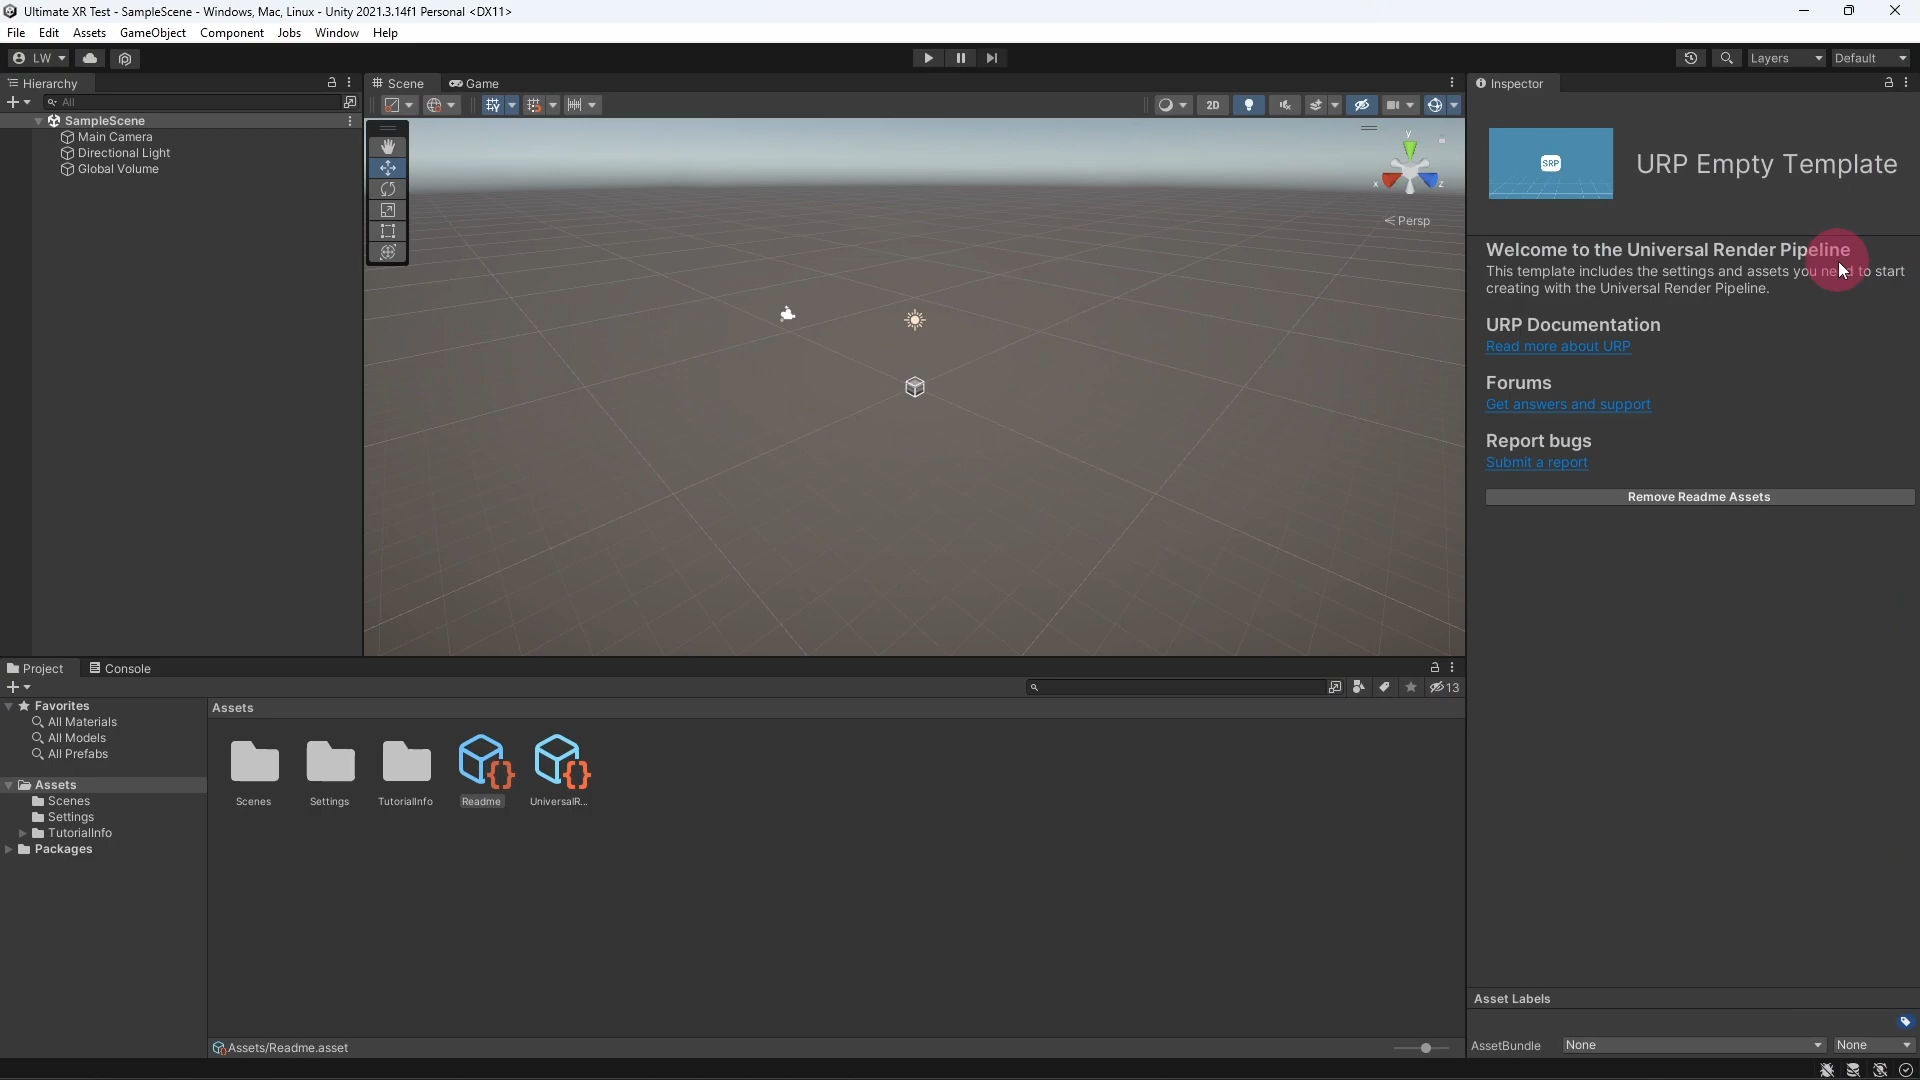 Ultimate XR Test - SampleScene - Windows, Mac, Linux - Unity 2021.3.14f1 Personal <DX11>
File Edit Assets GameObject Component Jobs Window Help
LW
Layers Default
Hierarchy
All
SampleScene
Main Camera
Directional Light
Global Volume
Scene Game
2D
y
x z
Persp
Inspector
SRP
URP Empty Template
Welcome to the Universal Render Pipeline
This template includes the settings and assets you need to start
creating with the Universal Render Pipeline.
URP Documentation
Read more about URP
Forums
Get answers and support
Report bugs
Submit a report
Remove Readme Assets
Project Console
13
Favorites
All Materials
All Models
All Prefabs
Assets
Scenes
Settings
TutorialInfo
Packages
Assets
Scenes Settings TutorialInfo Readme UniversalR...
Assets/Readme.asset
Asset Labels
AssetBundle None None